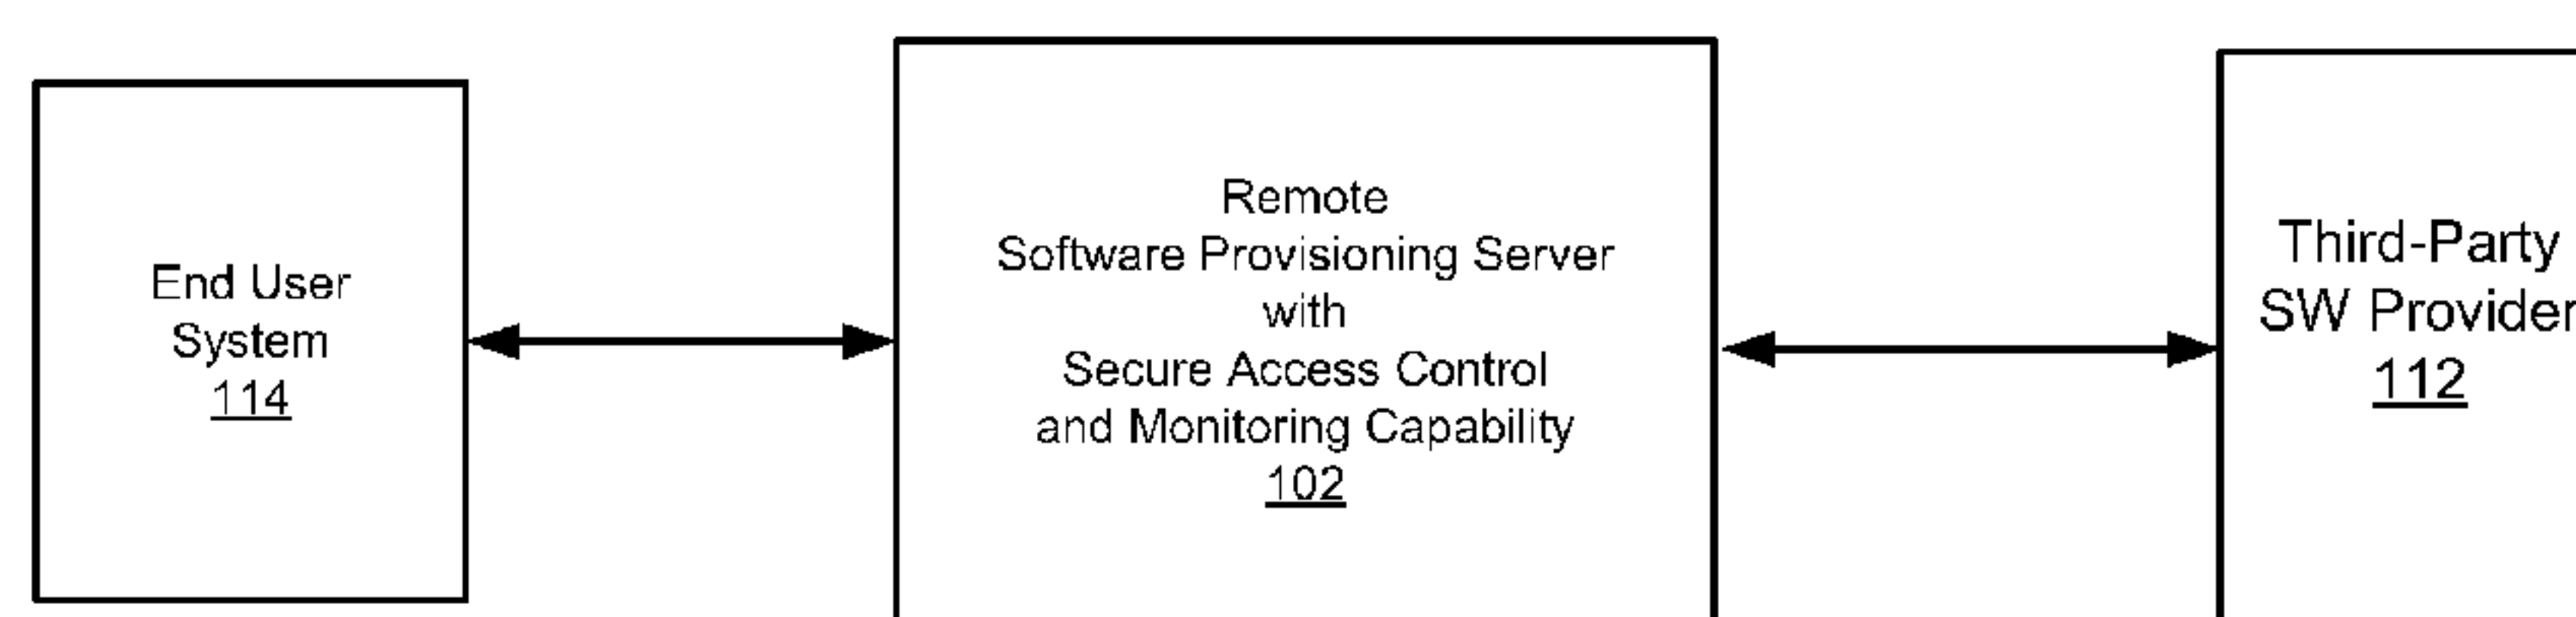 End User
System
114
Remote
Software Provisioning Server
with
Secure Access Control
and Monitoring Capability
102
Third-Party
SW Provider
112